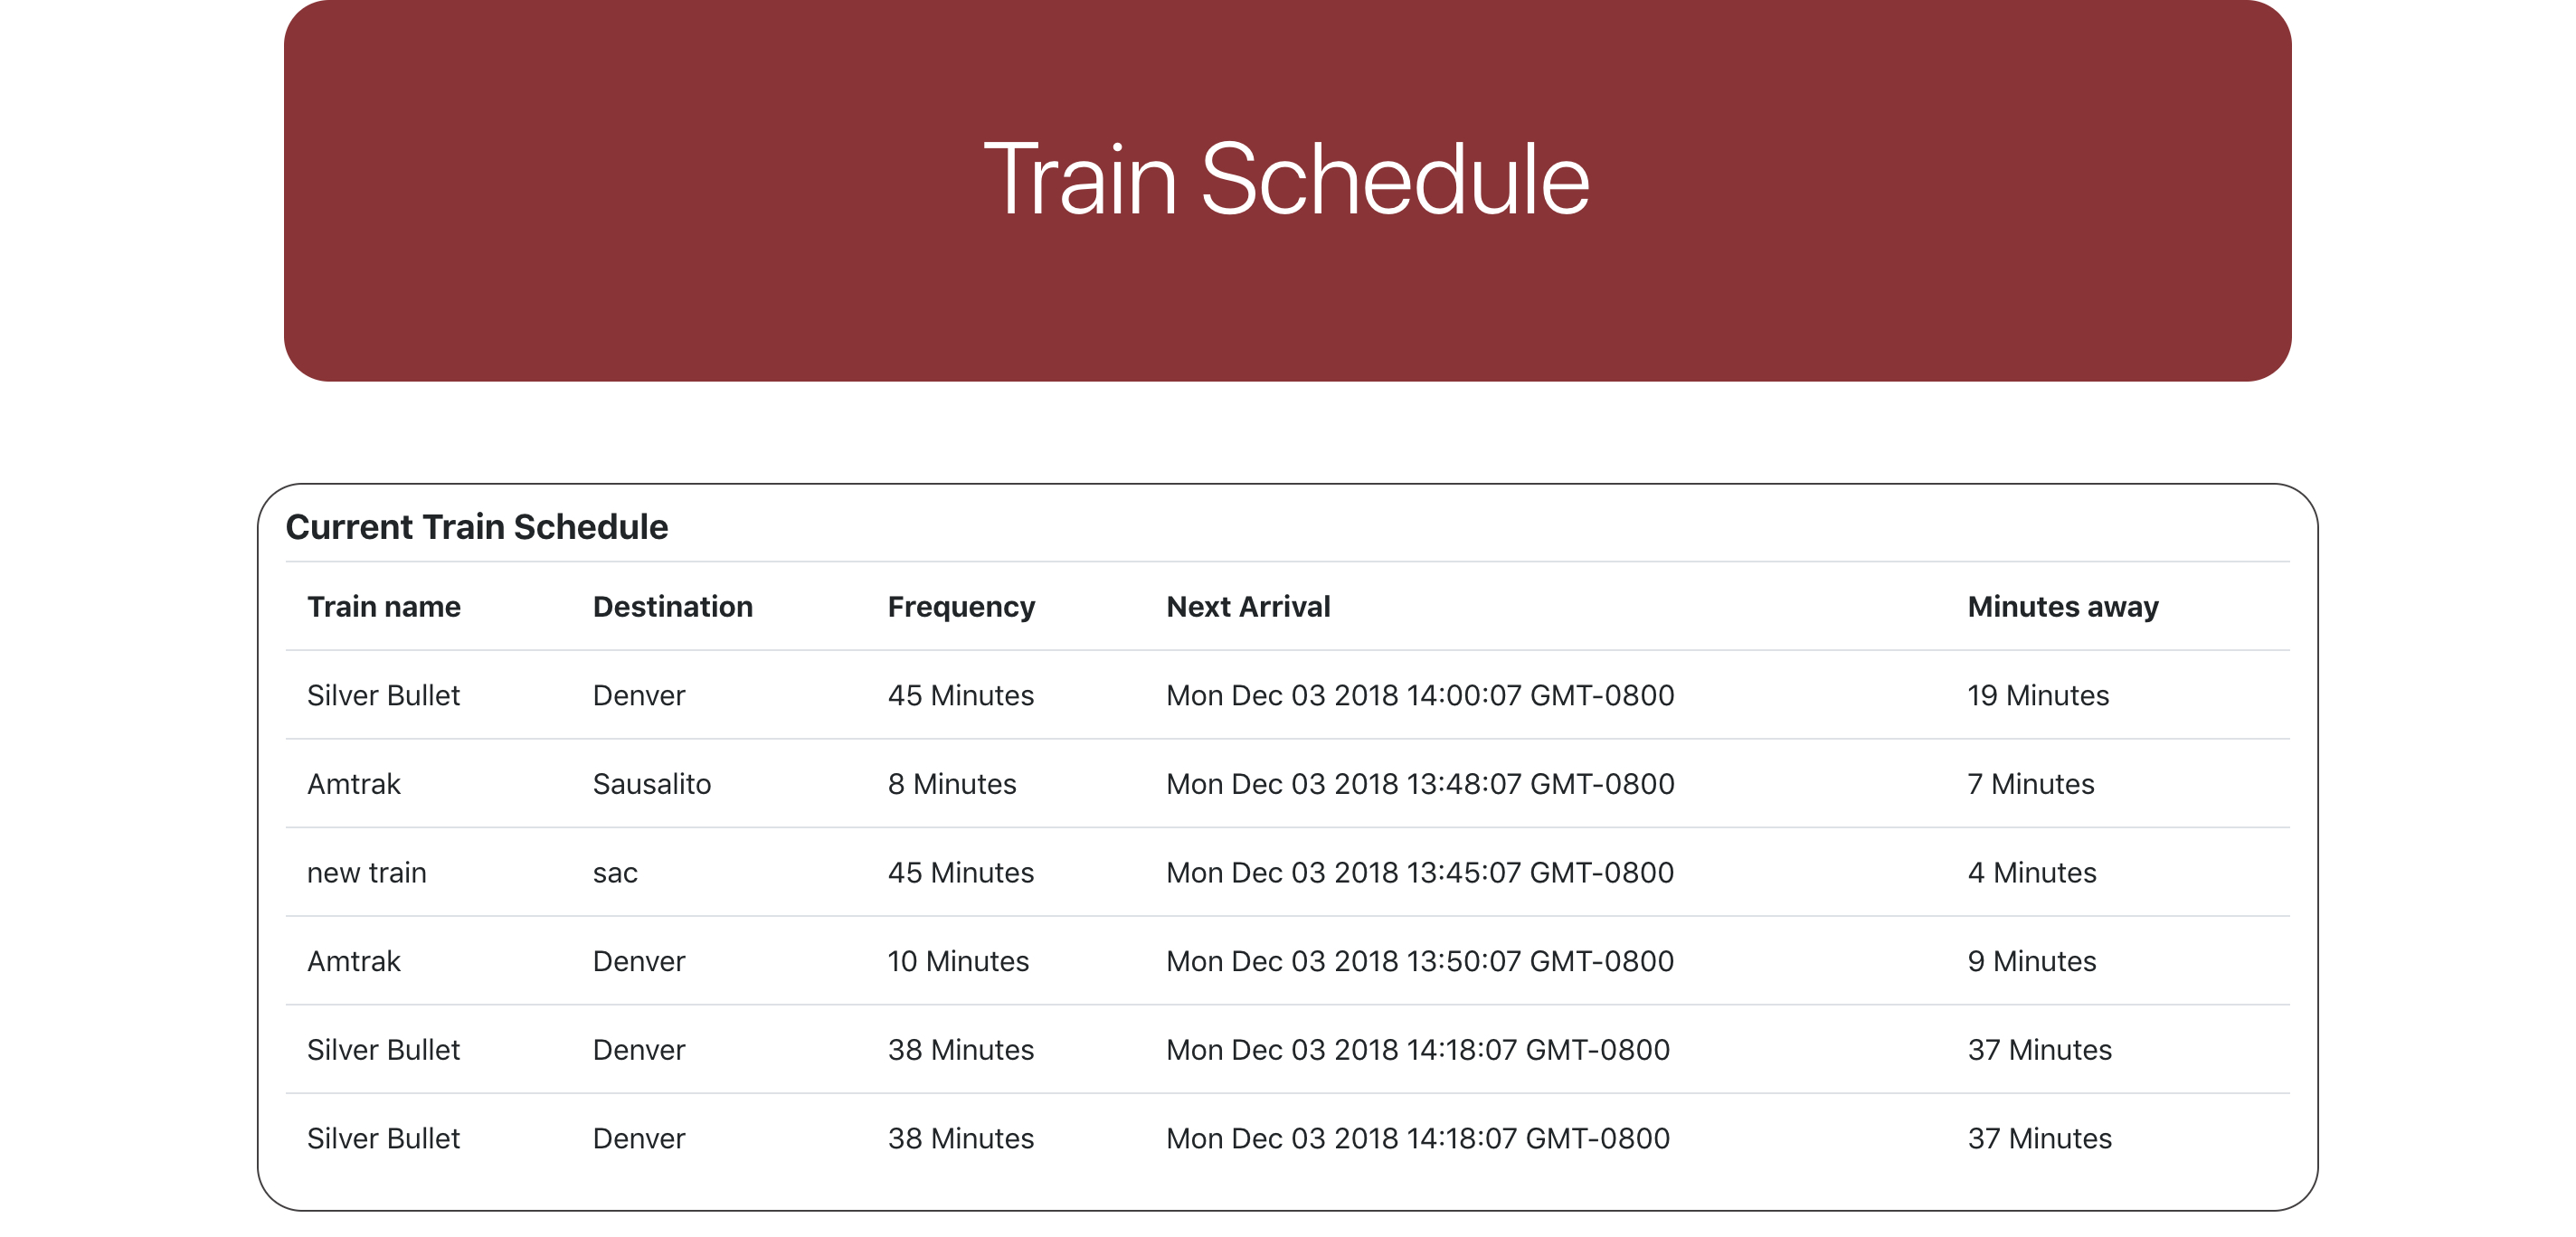 Train Schedule
Current Train Schedule
Train name Destination Frequency Next Arrival Minutes away
Silver Bullet Denver 45 Minutes Mon Dec 03 2018 14:00:07 GMT-0800 19 Minutes
Amtrak Sausalito 8 Minutes Mon Dec 03 2018 13:48:07 GMT-0800 7 Minutes
new train sac 45 Minutes Mon Dec 03 2018 13:45:07 GMT-0800 4 Minutes
Amtrak Denver 10 Minutes Mon Dec 03 2018 13:50:07 GMT-0800 9 Minutes
Silver Bullet Denver 38 Minutes Mon Dec 03 2018 14:18:07 GMT-0800 37 Minutes
Silver Bullet Denver 38 Minutes Mon Dec 03 2018 14:18:07 GMT-0800 37 Minutes